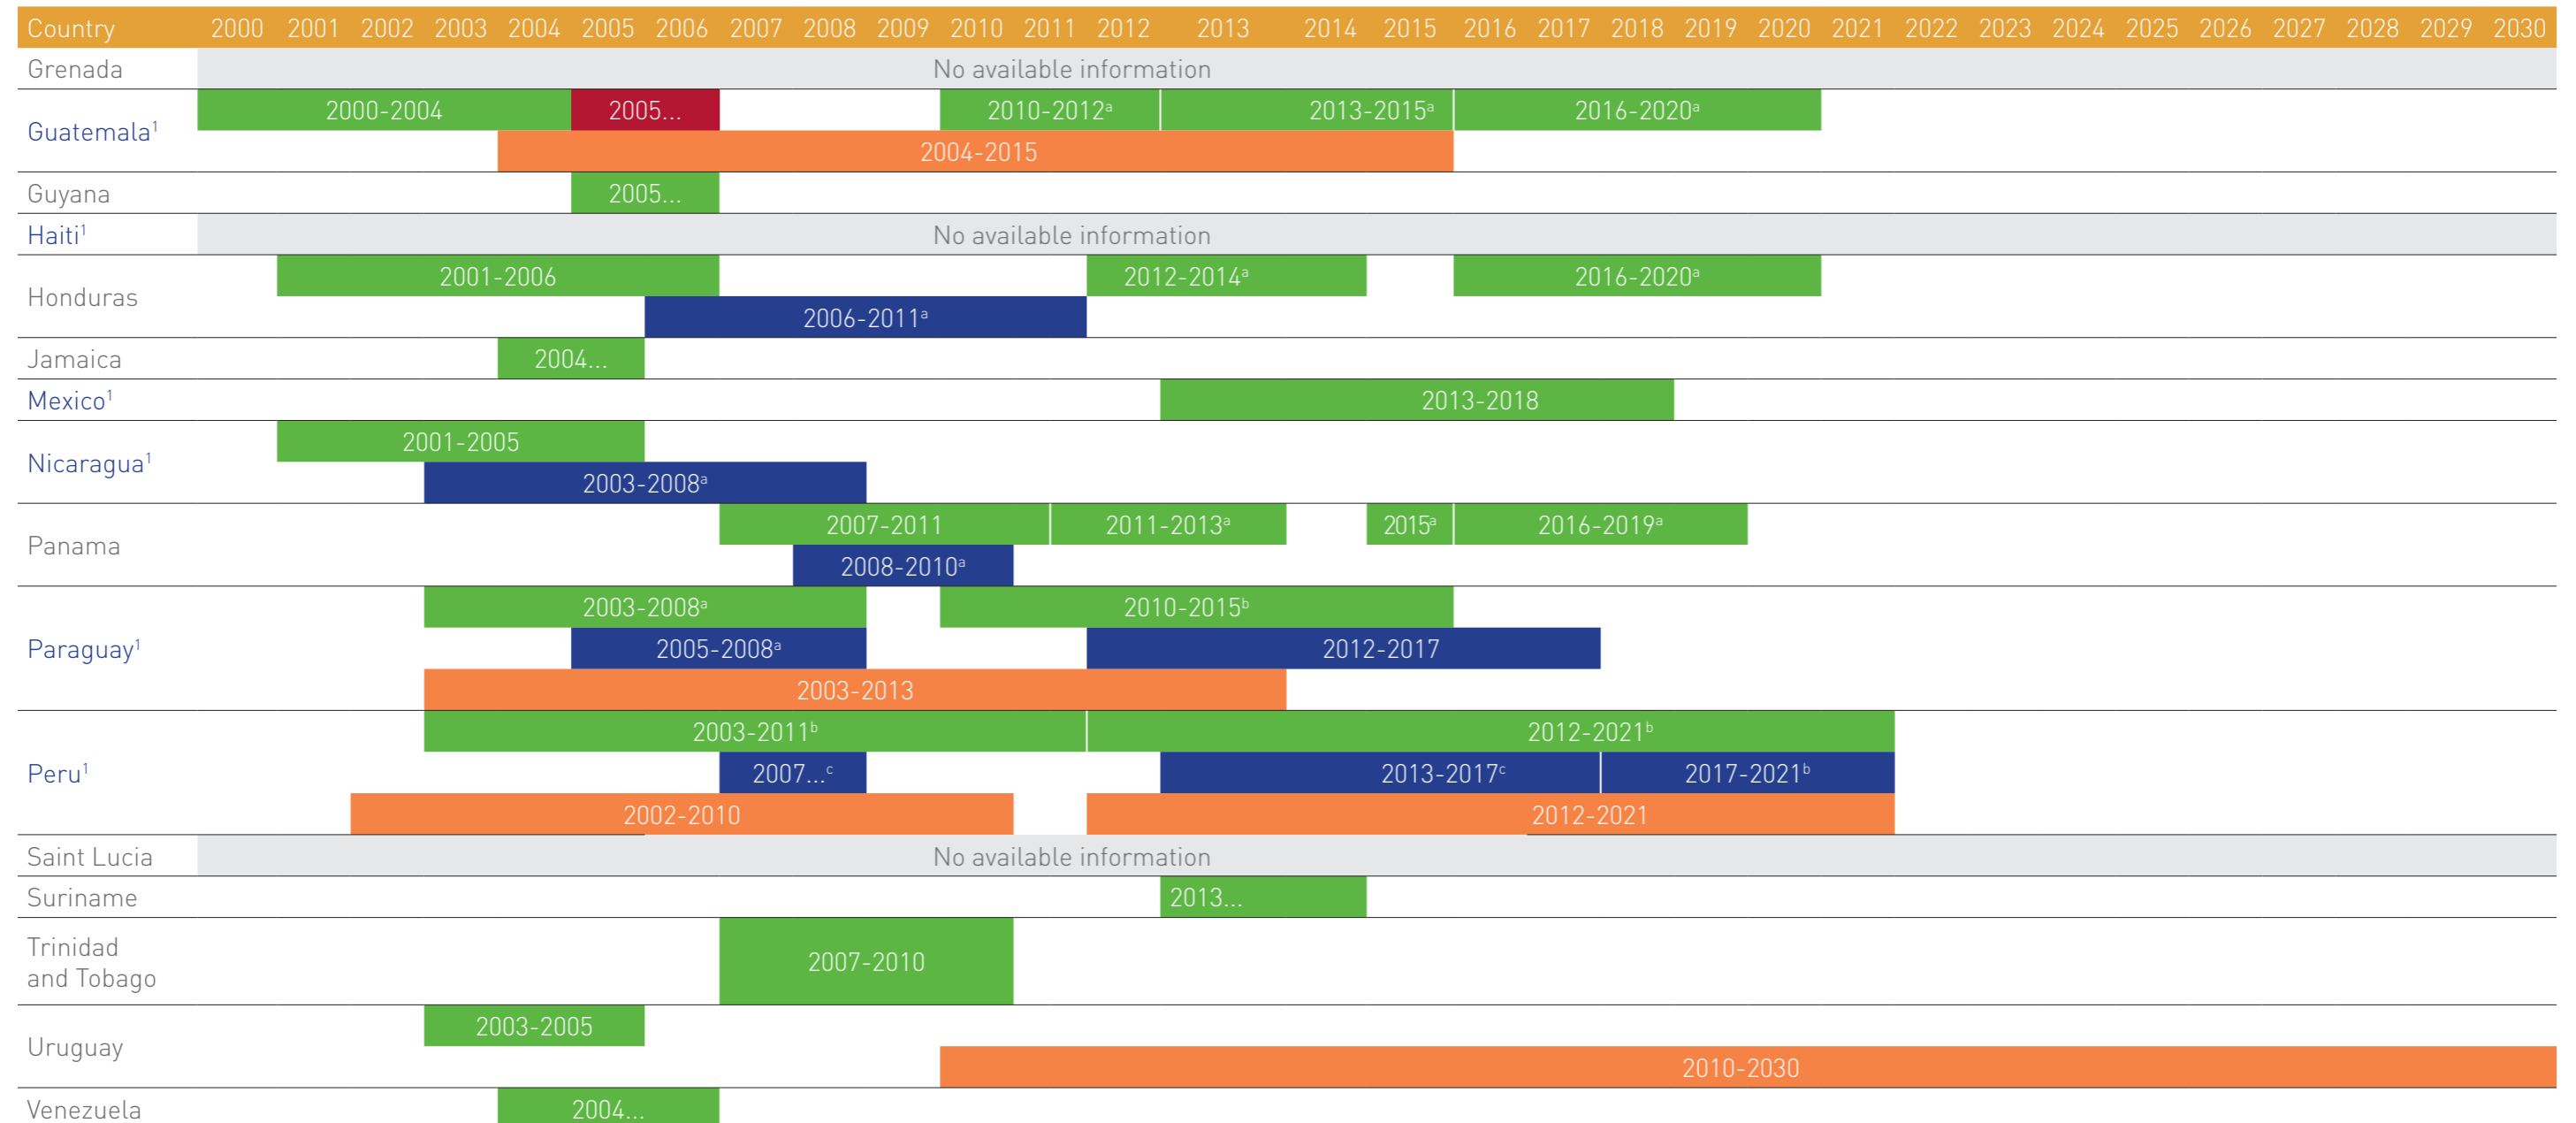 Country 2000 2001 2002 2003 2004 2005 2006 2007 2008 2009 2010 2011 2012 2013 2014 2015 2016 2017 2018 2019 2020 2021 2022 2023 2024 2025 2026 2027 2028 2029 2030
Grenada No available information
Guatemala¹
2000-2004 2005... 2010-2012ᵃ 2013-2015ᵃ 2016-2020ᵃ
2004-2015
Guyana 2005...
Haiti¹ No available information
Honduras
2001-2006 2012-2014ᵃ 2016-2020ᵃ
2006-2011ᵃ
Jamaica 2004...
Mexico¹ 2013-2018
Nicaragua¹
2001-2005
2003-2008ᵃ
Panama
2007-2011 2011-2013ᵃ 2015ᵃ 2016-2019ᵃ
2008-2010ᵃ
Paraguay¹
2003-2008ᵃ 2010-2015ᵇ
2005-2008ᵃ 2012-2017
2003-2013
Peru¹
2003-2011ᵇ 2012-2021ᵇ
2007...ᶜ 2013-2017ᶜ 2017-2021ᵇ
2002-2010 2012-2021
Saint Lucia No available information
Suriname 2013...
Trinidad
and Tobago
2007-2010
Uruguay
2003-2005
2010-2030
Venezuela 2004...